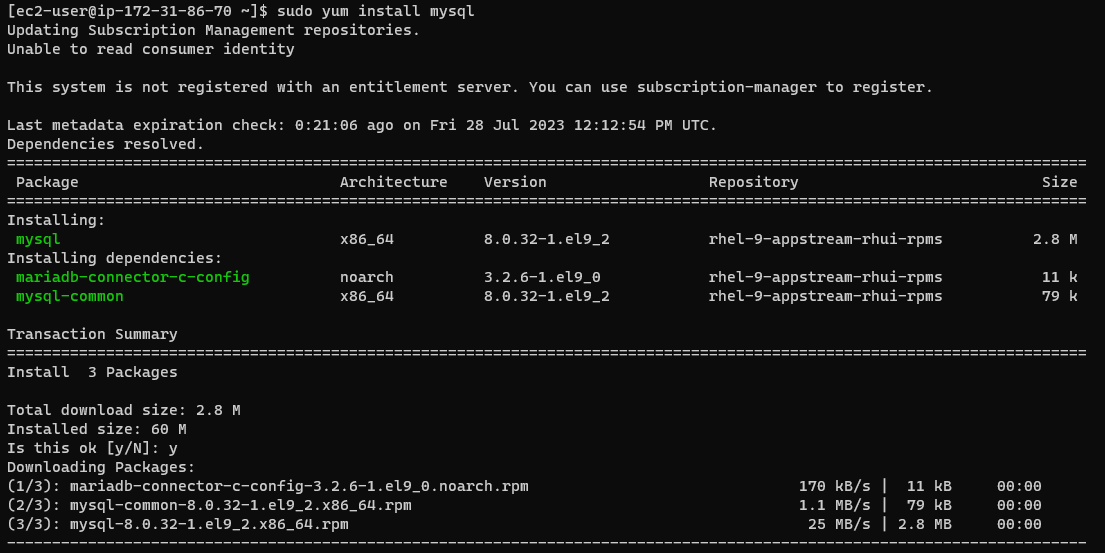 [ec2-user@ip-172-31-86-70 ~]$ sudo yum install mysql
Updating Subscription Management repositories.
Unable to read consumer identity
This system is not registered with an entitlement server. You can use subscription-manager to register.
Last metadata expiration check: 0:21:06 ago on Fri 28 Jul 2023 12:12:54 PM UTC.
Dependencies resolved.
========================================================================================================================
Package Architecture Version Repository Size
========================================================================================================================
Installing:
mysql x86_64 8.0.32-1.el9_2 rhel-9-appstream-rhui-rpms 2.8 M
Installing dependencies:
mariadb-connector-c-config noarch 3.2.6-1.el9_0 rhel-9-appstream-rhui-rpms 11 k
mysql-common x86_64 8.0.32-1.el9_2 rhel-9-appstream-rhui-rpms 79 k
Transaction Summary
========================================================================================================================
Install 3 Packages
Total download size: 2.8 M
Installed size: 60 M
Is this ok [y/N]: y
Downloading Packages:
(1/3): mariadb-connector-c-config-3.2.6-1.el9_0.noarch.rpm 170 kB/s | 11 kB 00:00
(2/3): mysql-common-8.0.32-1.el9_2.x86_64.rpm 1.1 MB/s | 79 kB 00:00
(3/3): mysql-8.0.32-1.el9_2.x86_64.rpm 25 MB/s | 2.8 MB 00:00
------------------------------------------------------------------------------------------------------------------------